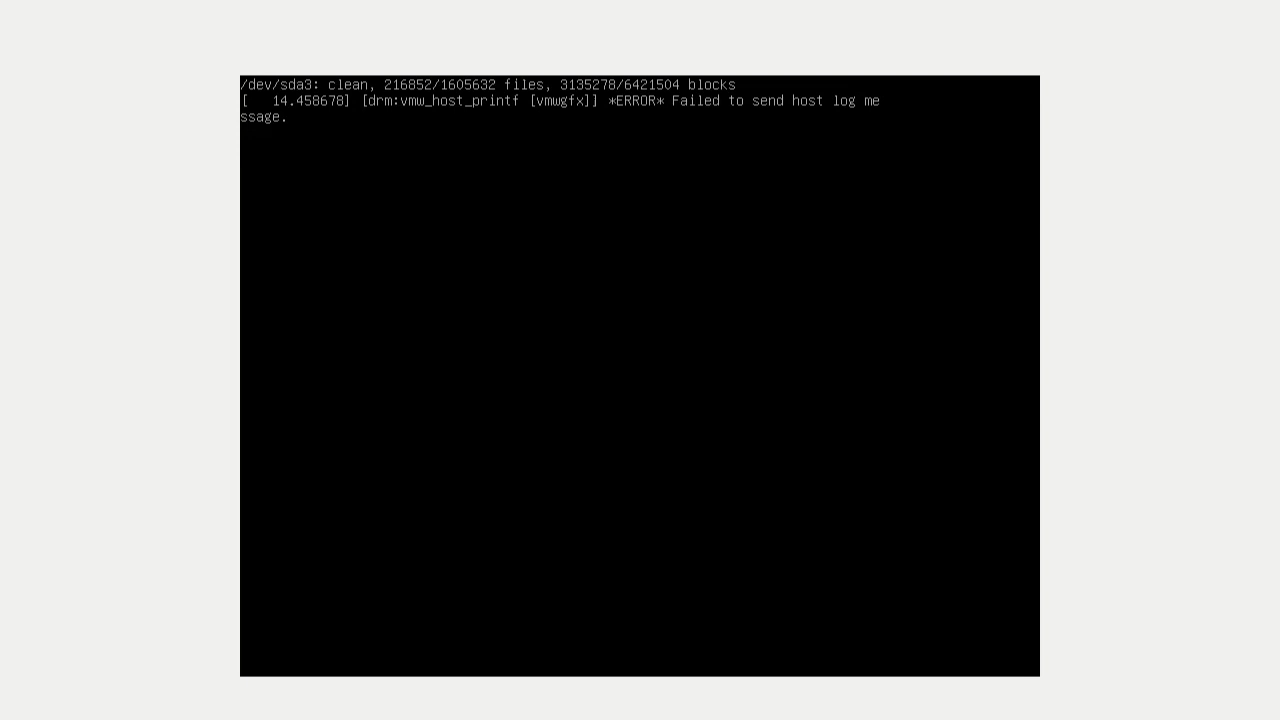 /dev/sda3: clean, 216852/1605632 files, 3135278/6421504 blocks
[   14.458678] [drm:vmw_host_printf [vmwgfx]] *ERROR* Failed to send host log me
ssage.